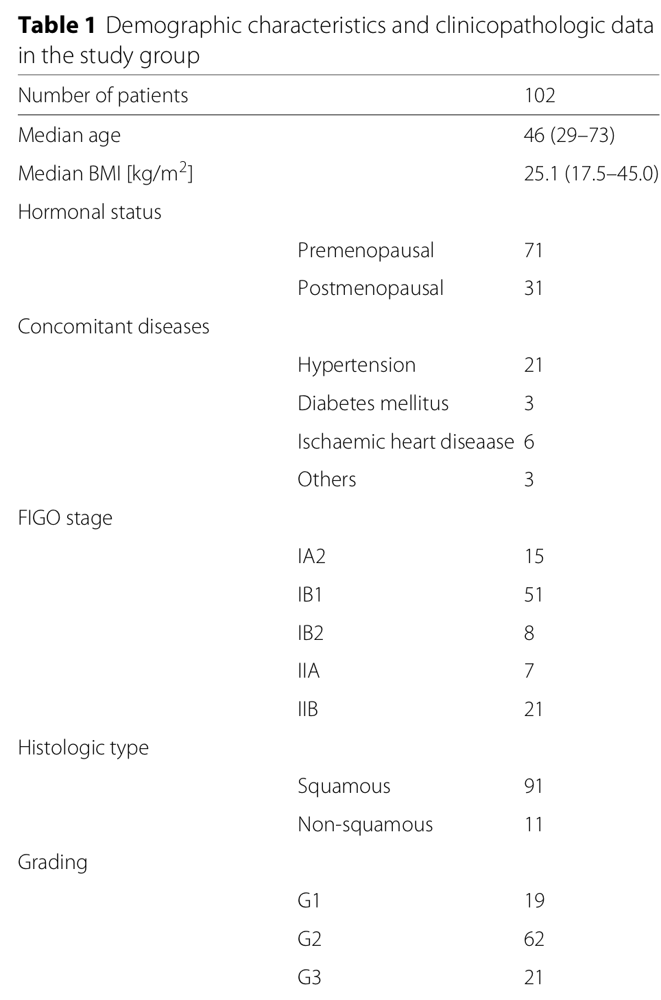 Table 1 Demographic characteristics and clinicopathologic data
in the study group
Number of patients 102
Median age 46 (29–73)
Median BMI [kg/m²] 25.1 (17.5–45.0)
Hormonal status
Premenopausal 71
Postmenopausal 31
Concomitant diseases
Hypertension 21
Diabetes mellitus 3
Ischaemic heart diseaase 6
Others 3
FIGO stage
IA2 15
IB1 51
IB2 8
IIA 7
IIB 21
Histologic type
Squamous 91
Non-squamous 11
Grading
G1 19
G2 62
G3 21